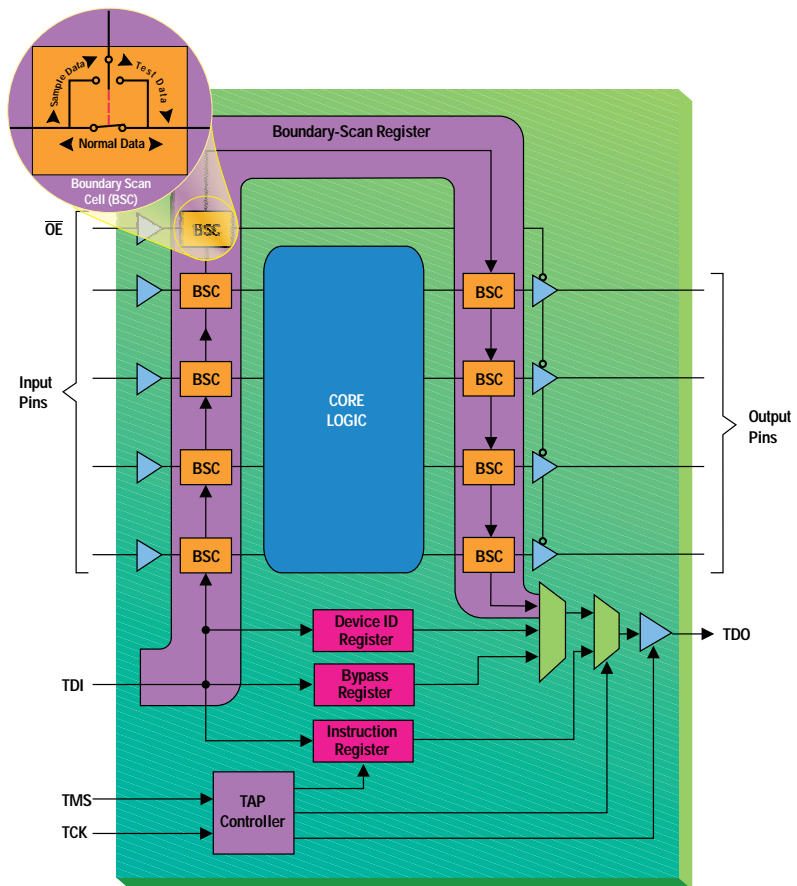 Sample Data
Test Data
Normal Data
Boundary Scan
Cell (BSC)
Boundary-Scan Register
OE
BSC
BSC
BSC
BSC
BSC
BSC
BSC
BSC
BSC
Input
Pins
CORE
LOGIC
Output
Pins
Device ID
Register
TDO
TDI
Bypass
Register
Instruction
Register
TMS
TCK
TAP
Controller